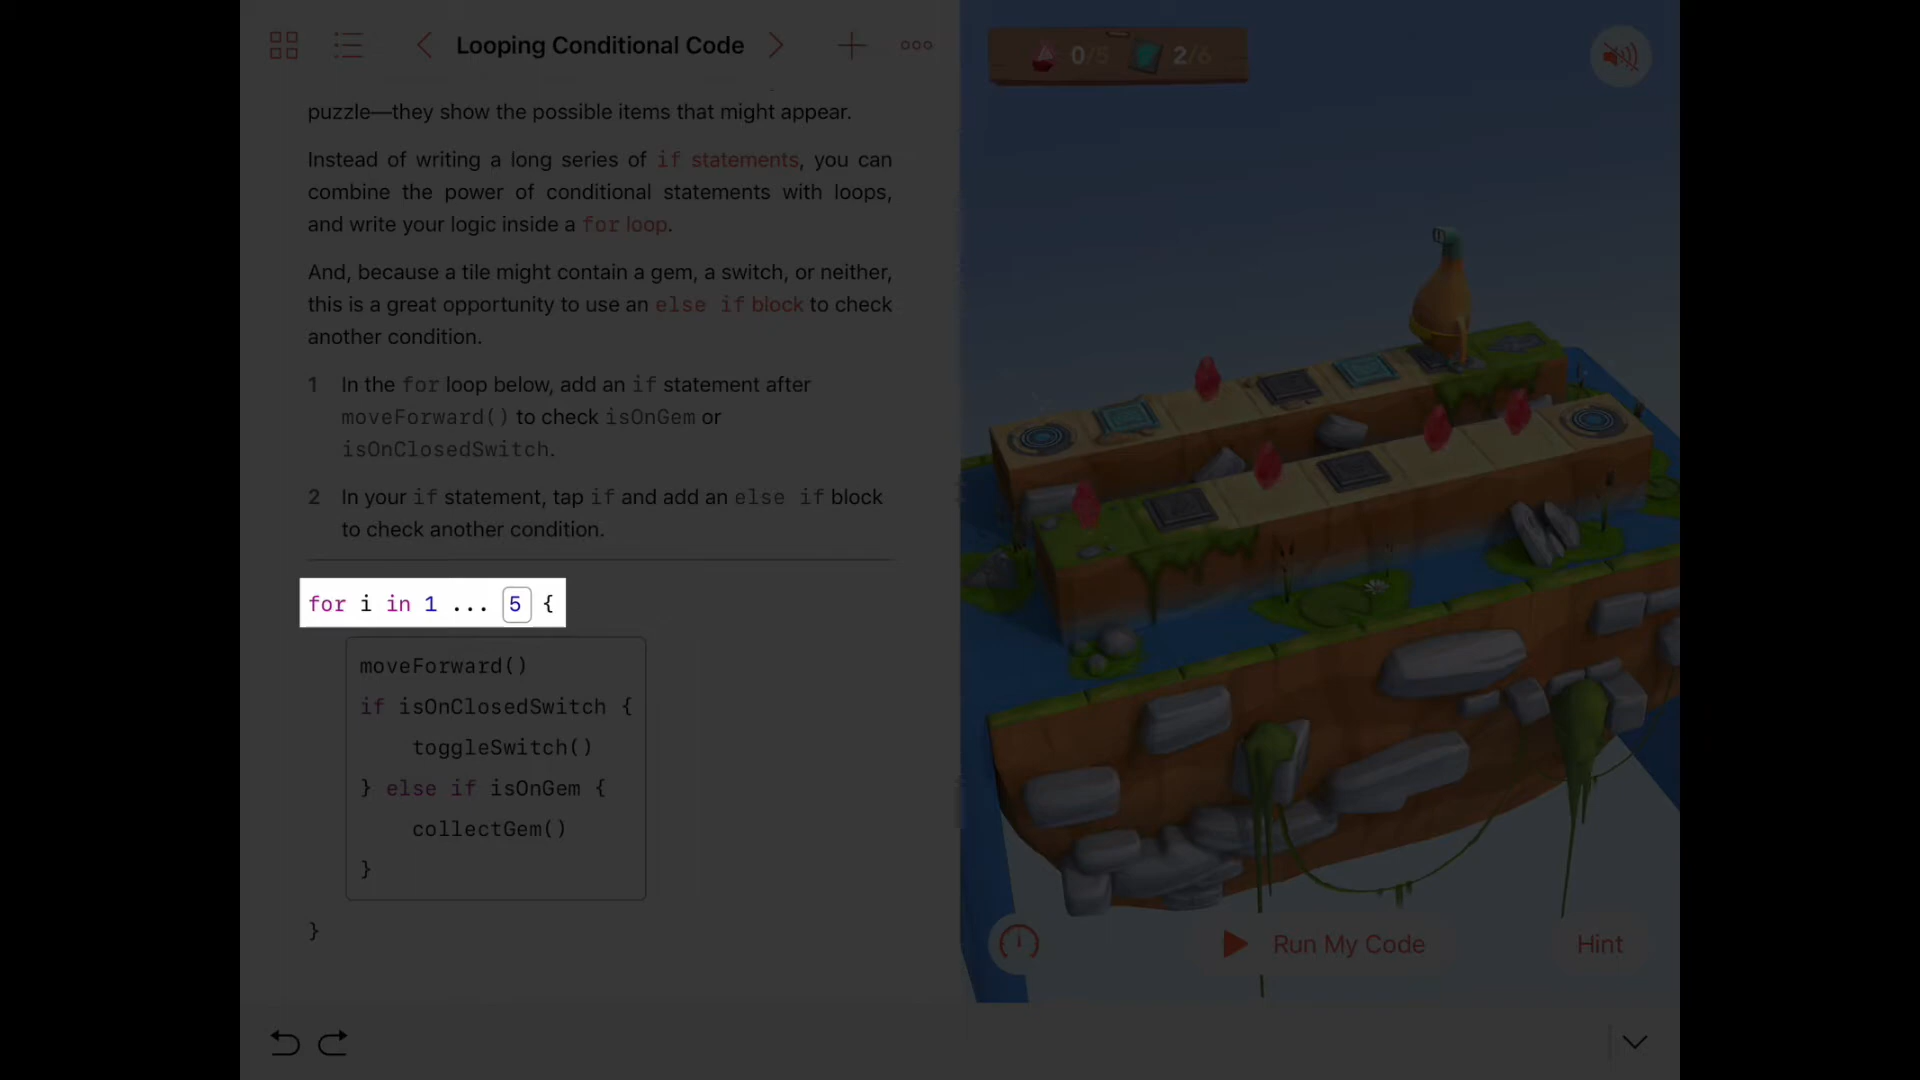 Looping Conditional Code
0/5 2/6
puzzle—they show the possible items that might appear.
Instead of writing a long series of if statements, you can
combine the power of conditional statements with loops,
and write your logic inside a for loop.
And, because a tile might contain a gem, a switch, or neither,
this is a great opportunity to use an else if block to check
another condition.
1 In the for loop below, add an if statement after
moveForward() to check isOnGem or
isOnClosedSwitch.
2 In your if statement, tap if and add an else if block
to check another condition.
for i in 1 ... 5 {
moveForward()
if isOnClosedSwitch {
toggleSwitch()
} else if isOnGem {
collectGem()
}
}
Run My Code
Hint